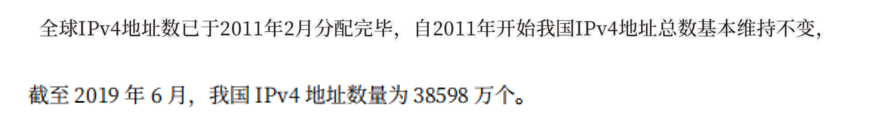 全球IPv4地址数已于2011年2月分配完毕，自2011年开始我国IPv4地址总数基本维持不变，
截至 2019 年 6 月，我国 IPv4 地址数量为 38598 万个。